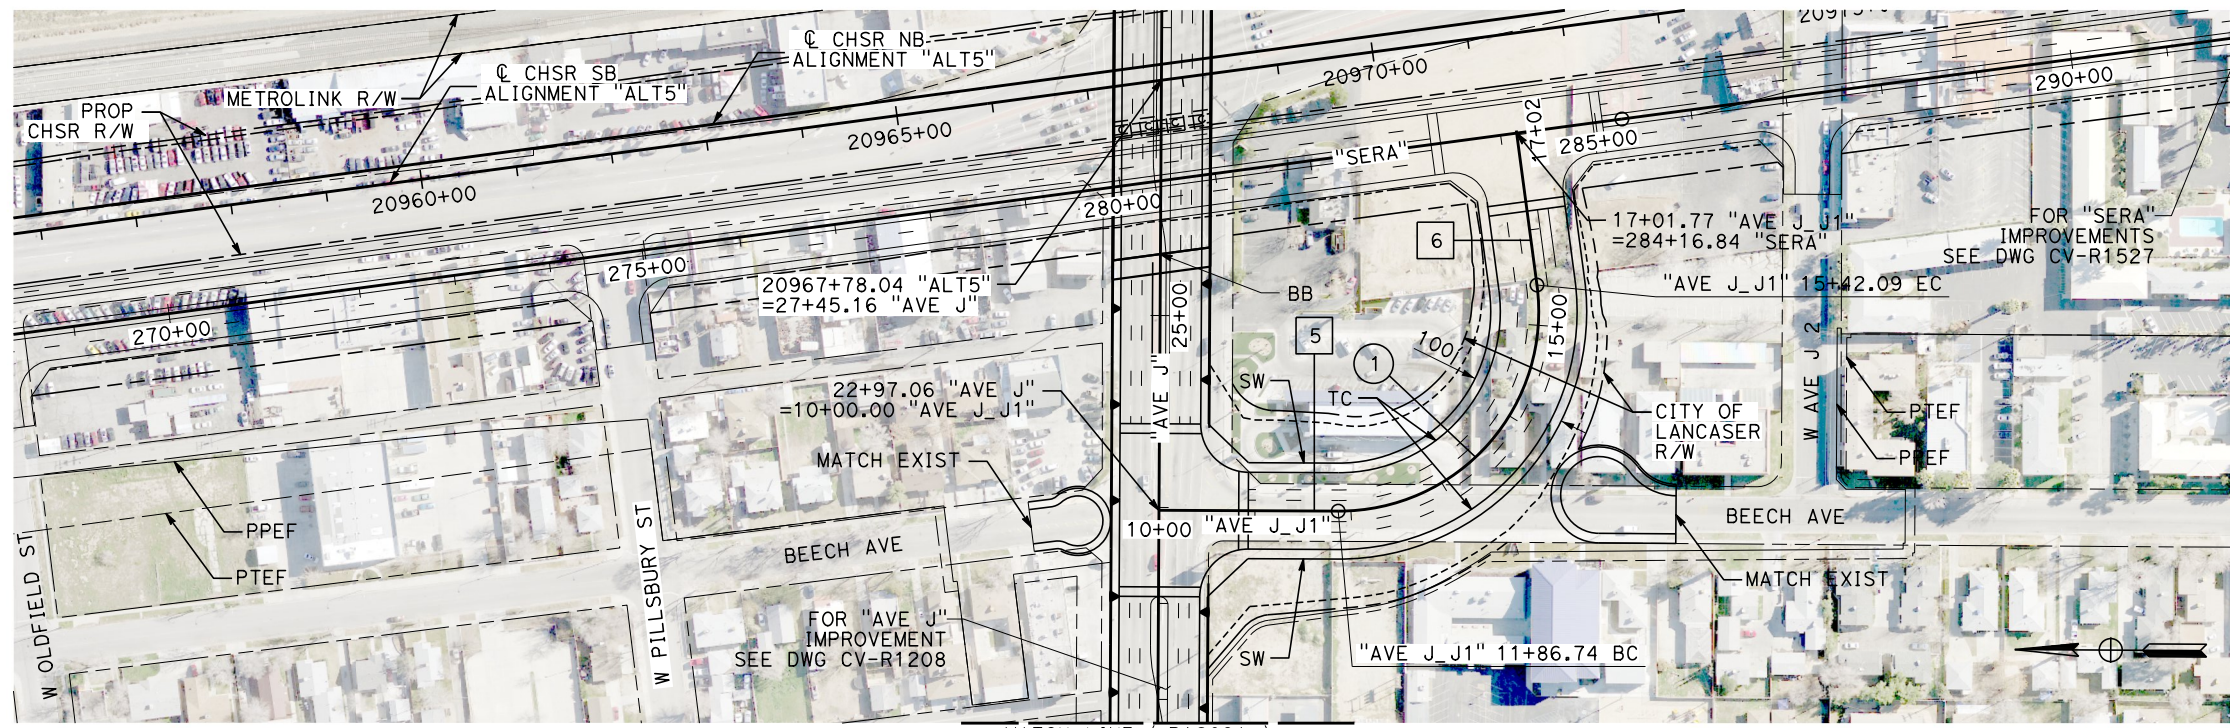 ℄ CHSR NB
ALIGNMENT "ALT5"
℄ CHSR SB
ALIGNMENT "ALT5"
METROLINK R/W
PROP
CHSR R/W
20960+00
20965+00
20970+00
290+00
285+00
17+02
"SERA"
280+00
275+00
270+00
17+01.77 "AVE J_J1"
=284+16.84 "SERA"
FOR "SERA"
IMPROVEMENTS
SEE DWG CV-R1527
6
"AVE J_J1" 15+42.09 EC
20967+78.04 "ALT5"
=27+45.16 "AVE J"
BB
25+00
15+00
5
1
100'
SW
TC
"AVE J"
22+97.06 "AVE J"
=10+00.00 "AVE J_J1"
CITY OF
LANCASER
R/W
W AVE J 2
PTEF
PPEF
MATCH EXIST
10+00
"AVE J_J1"
BEECH AVE
BEECH AVE
MATCH EXIST
PPEF
PTEF
W OLDFIELD ST
W PILLSBURY ST
FOR "AVE J"
IMPROVEMENT
SEE DWG CV-R1208
SW
"AVE J_J1" 11+86.74 BC